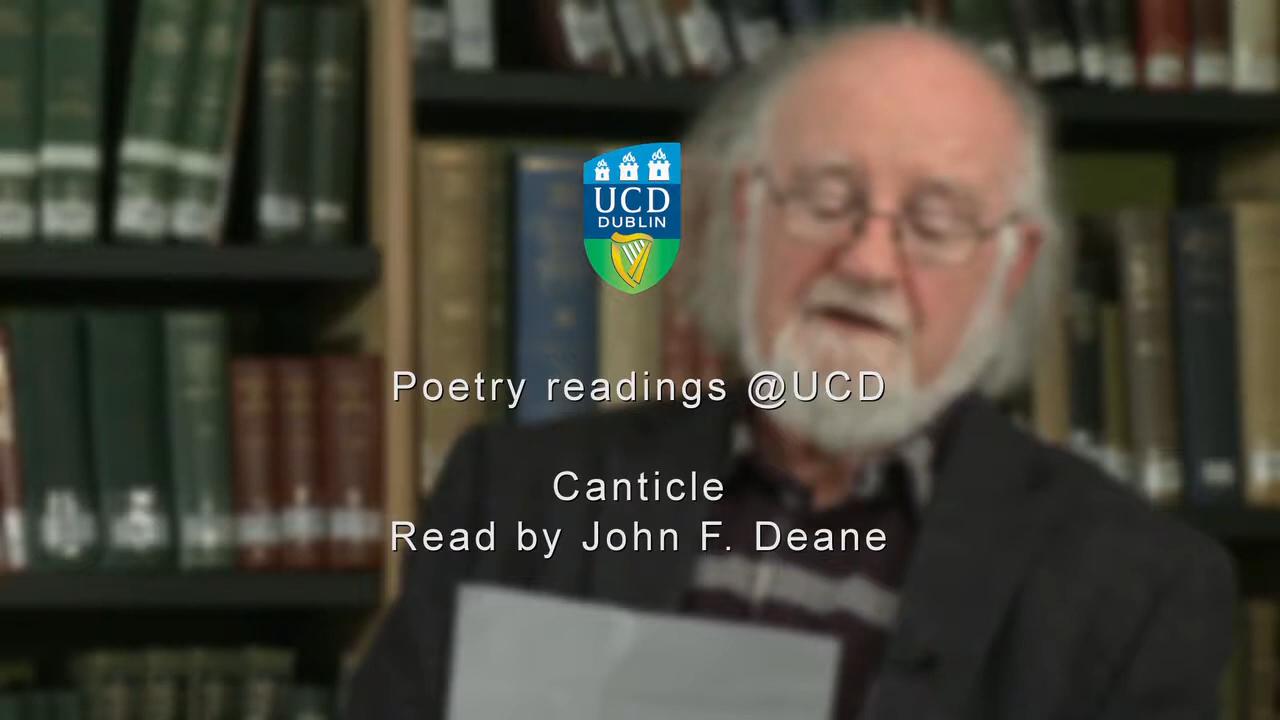 UCD
DUBLIN
Poetry readings @UCD
Canticle
Read by John F. Deane